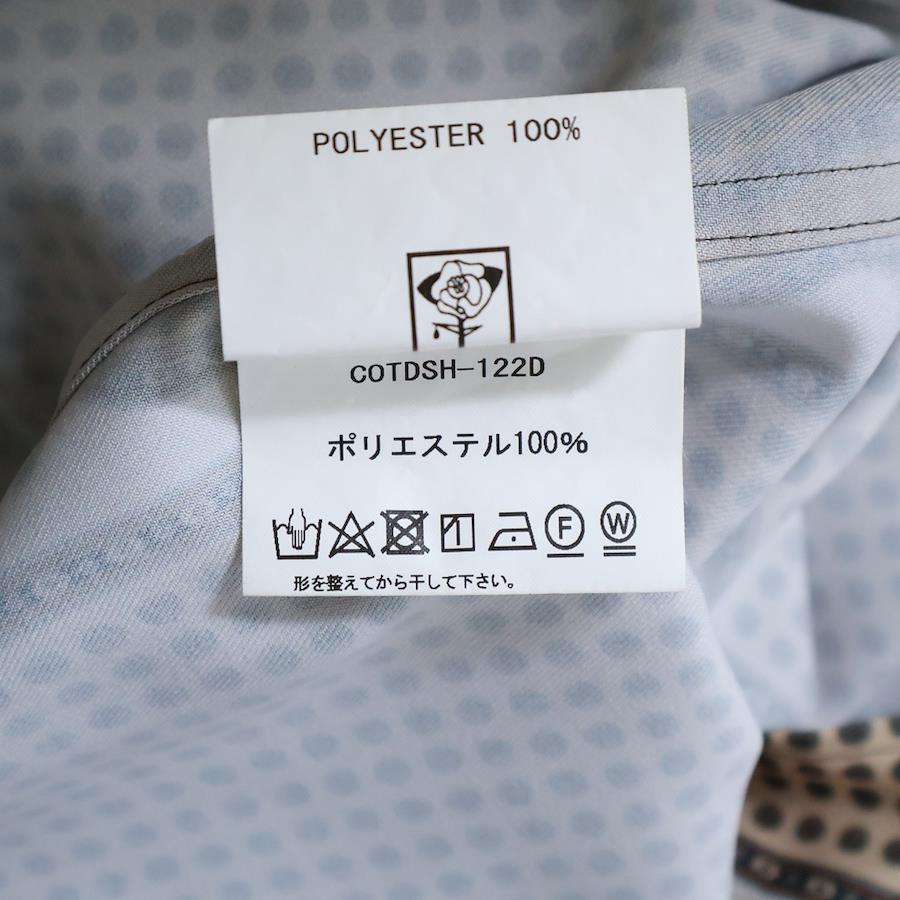 POLYESTER 100%
COTDSH-122D
ポリエステル100%
F W
形を整えてから干して下さい。